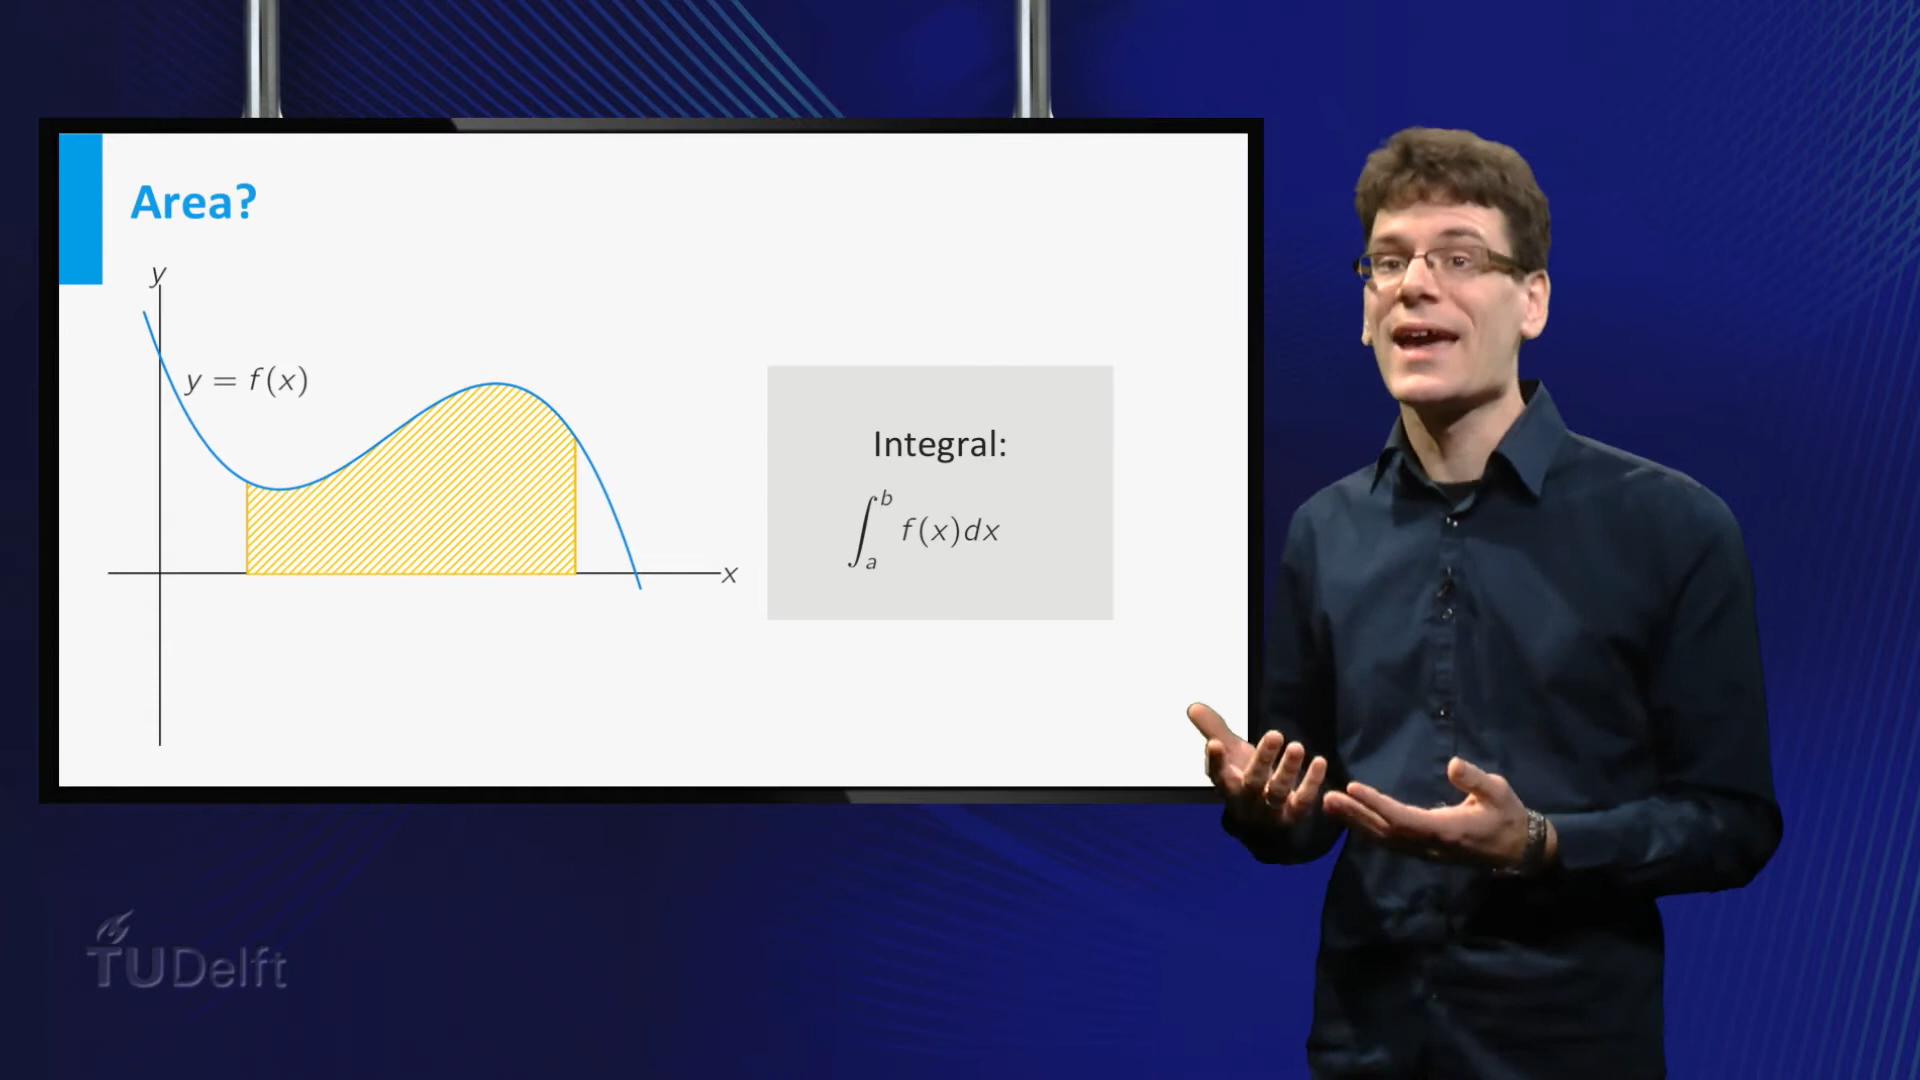 Area?
y
y = f(x)
x
Integral:
∫_a^b f(x)dx
TUDelft